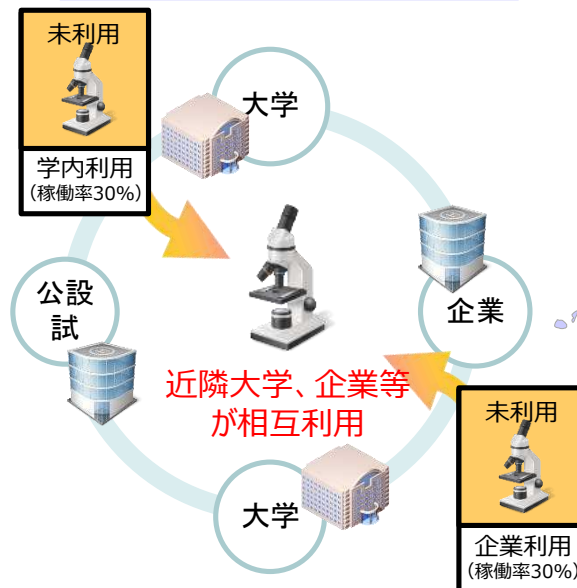 未利用
学内利用
（稼働率30%）
大学
公設
試
企業
近隣大学、企業等
が相互利用
大学
未利用
企業利用
（稼働率30%）